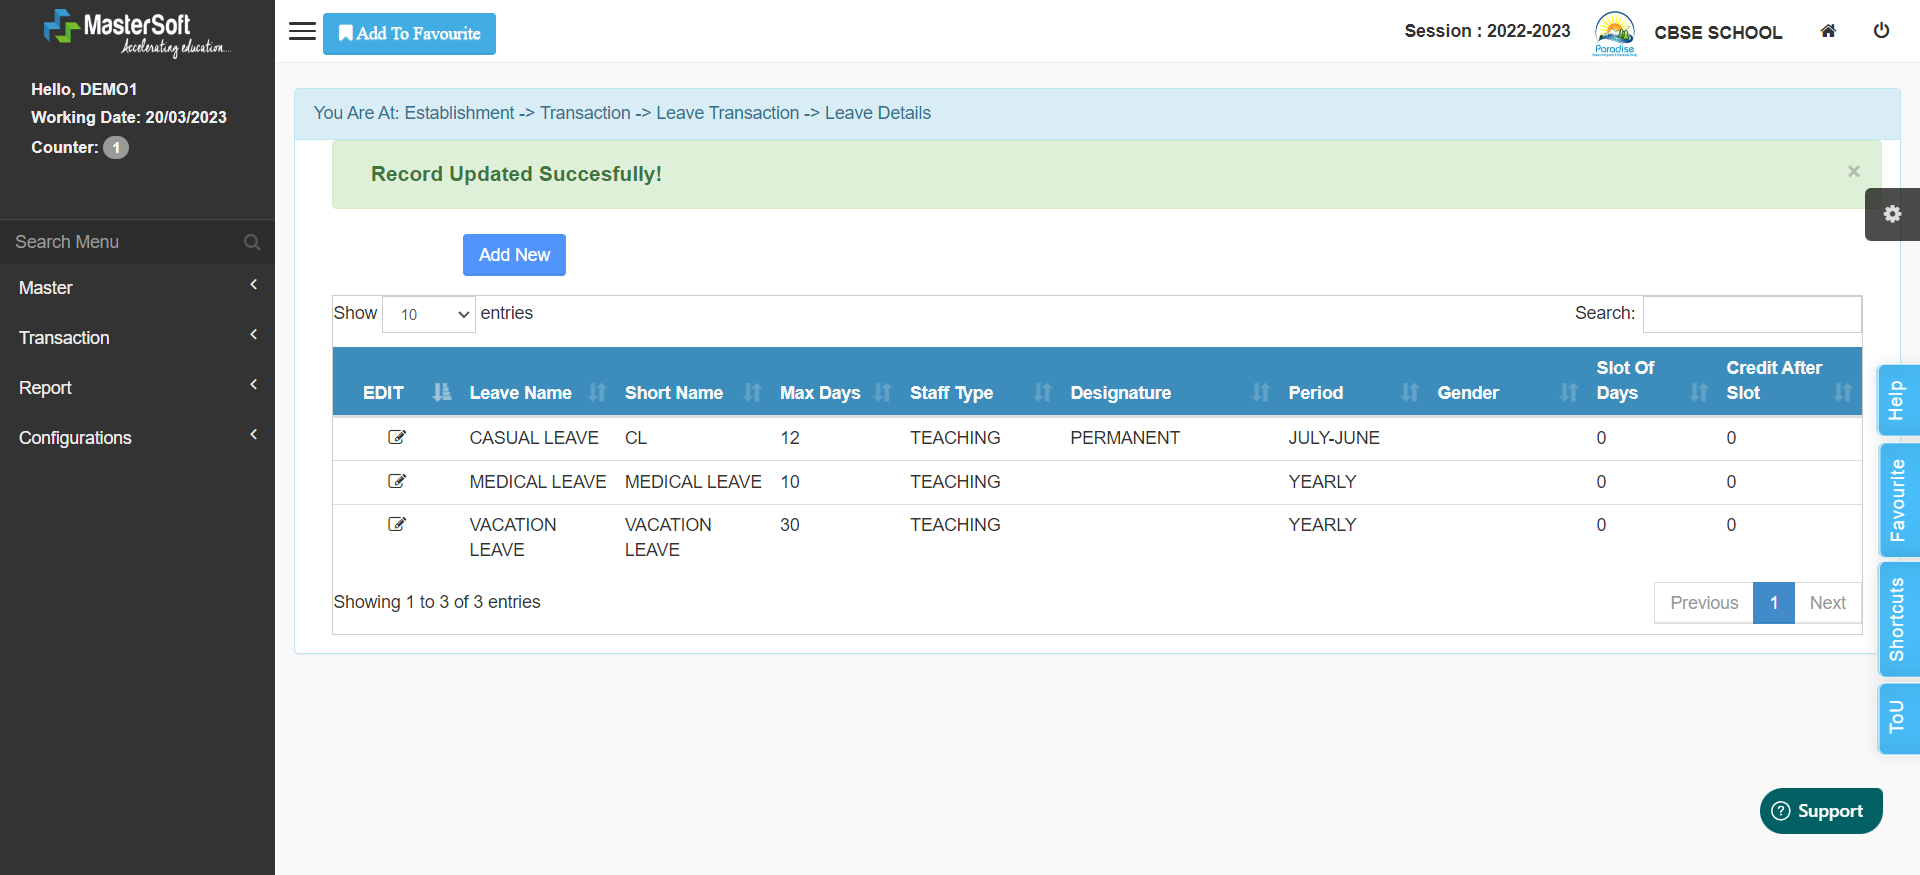 MasterSoft
Accelerating education...
Hello, DEMO1
Working Date: 20/03/2023
Counter: 1
Search Menu
Master
Transaction
Report
Configurations
Add To Favourite
Session : 2022-2023
Paradise
CBSE SCHOOL
You Are At: Establishment -> Transaction -> Leave Transaction -> Leave Details
Record Updated Succesfully!
×
Add New
Show 10 entries
Search:
EDIT Leave Name Short Name Max Days Staff Type Designature Period Gender Slot Of Days Credit After Slot
CASUAL LEAVE CL 12 TEACHING PERMANENT JULY-JUNE 0 0
MEDICAL LEAVE MEDICAL LEAVE 10 TEACHING YEARLY 0 0
VACATION LEAVE VACATION LEAVE 30 TEACHING YEARLY 0 0
Showing 1 to 3 of 3 entries
Previous 1 Next
Help
Favourite
Shortcuts
ToU
? Support